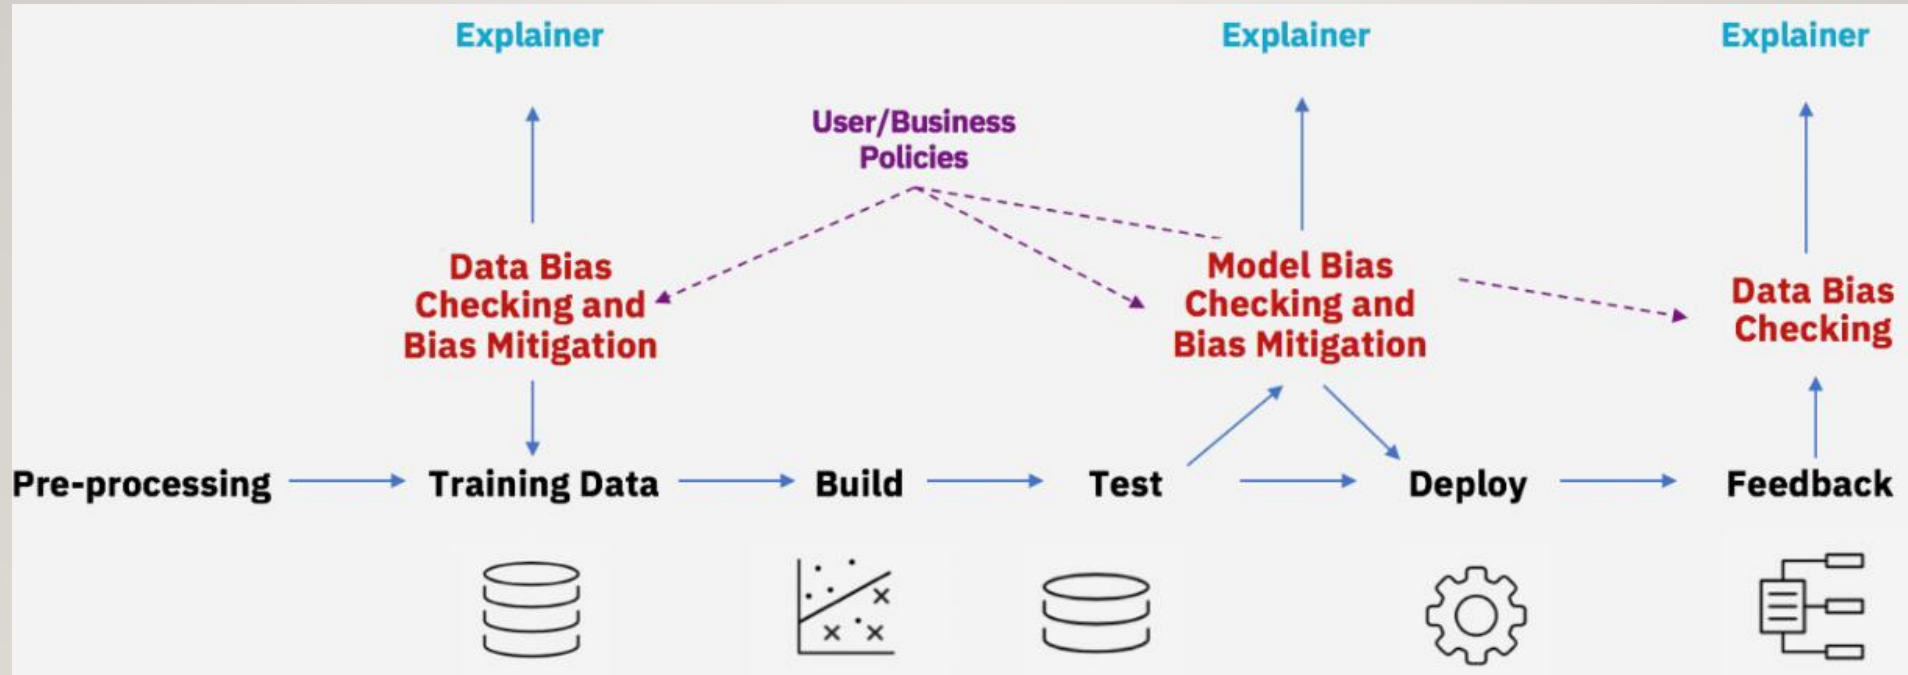 Explainer
Explainer
Explainer
User/Business
Policies
Data Bias
Checking and
Bias Mitigation
Model Bias
Checking and
Bias Mitigation
Data Bias
Checking
Pre-processing
Training Data
Build
Test
Deploy
Feedback